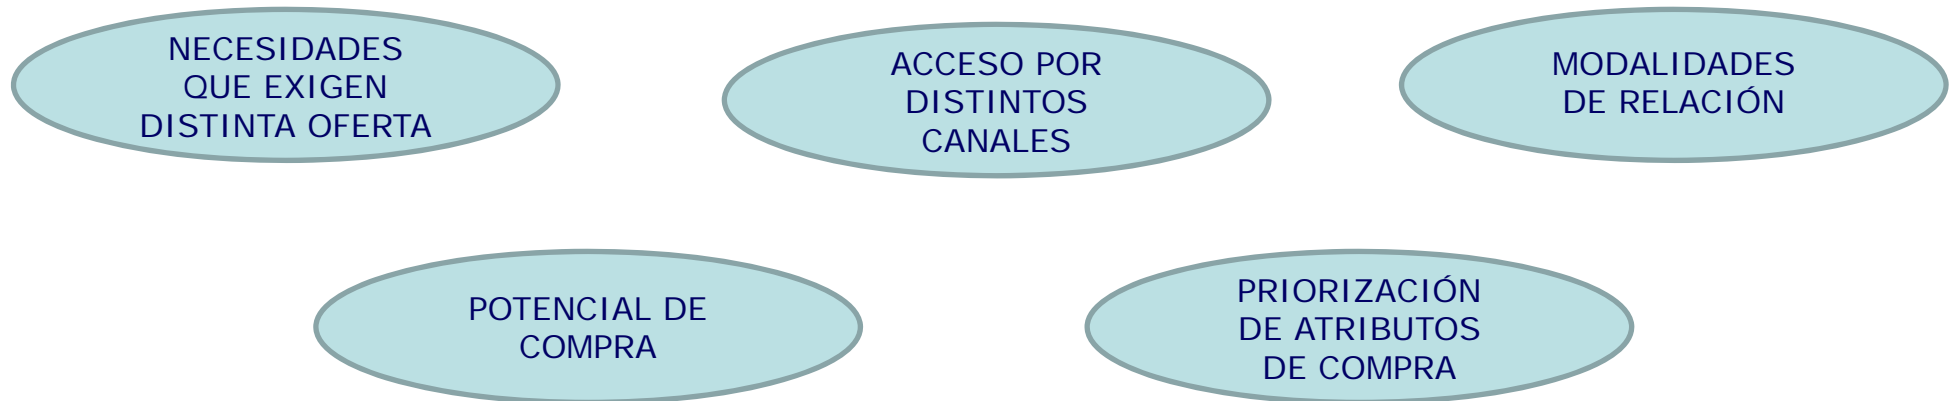 NECESIDADES
QUE EXIGEN
DISTINTA OFERTA
ACCESO POR
DISTINTOS
CANALES
MODALIDADES
DE RELACIÓN
POTENCIAL DE
COMPRA
PRIORIZACIÓN
DE ATRIBUTOS
DE COMPRA